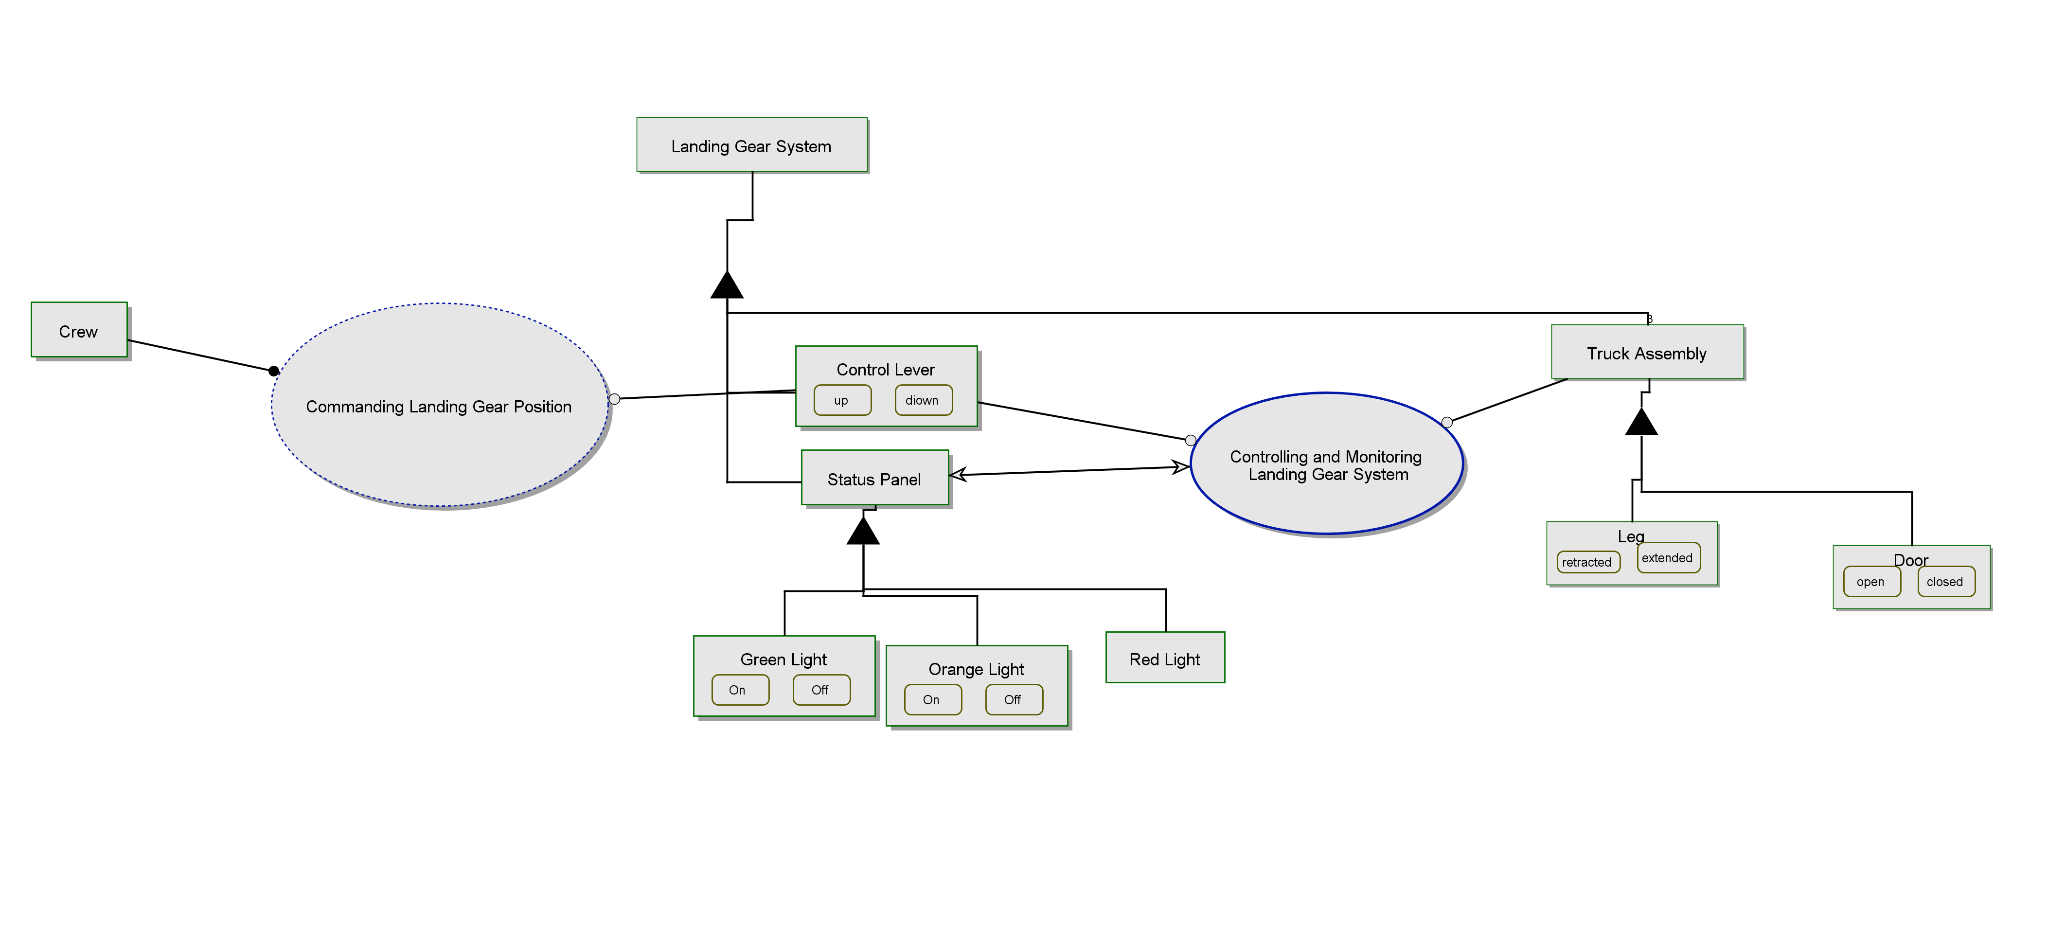 Landing Gear System
Crew
Commanding Landing Gear Position
Control Lever
up
diown
Status Panel
Controlling and Monitoring
Landing Gear System
3
Truck Assembly
Leg
retracted
extended
Door
open
closed
Green Light
On
Off
Orange Light
On
Off
Red Light